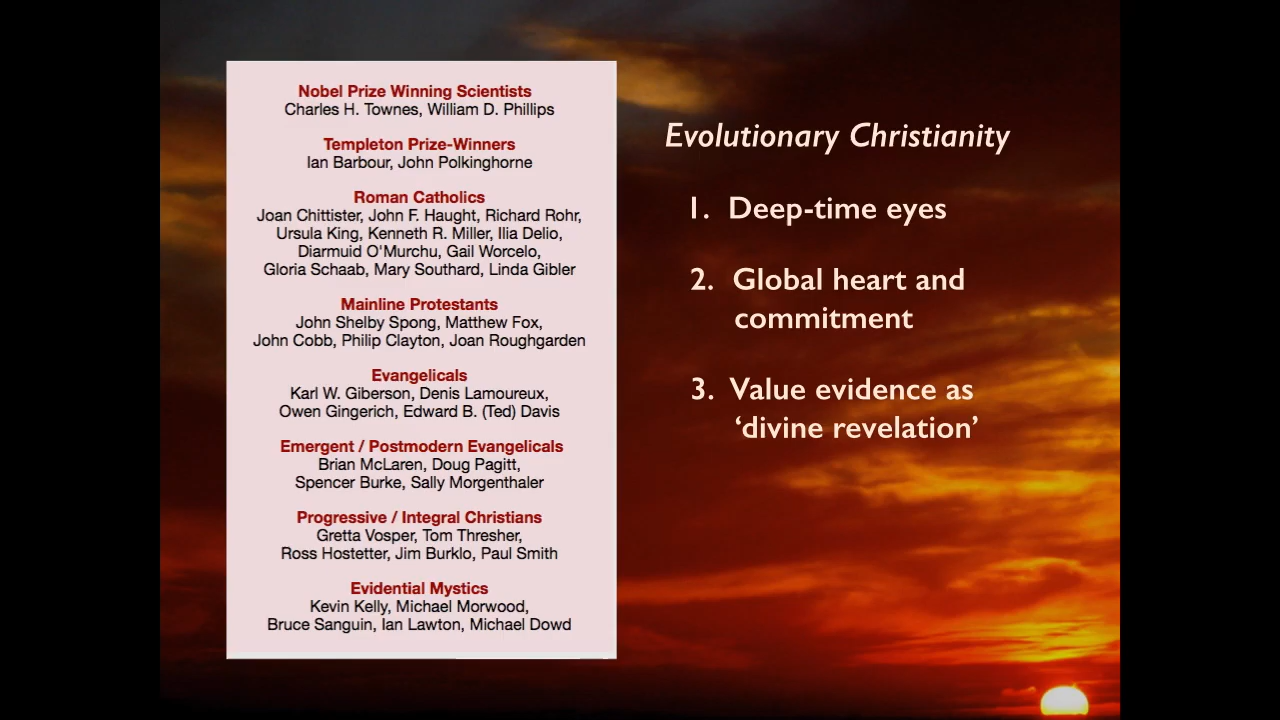 Nobel Prize Winning Scientists
Charles H. Townes, William D. Phillips
Templeton Prize-Winners
Ian Barbour, John Polkinghorne
Roman Catholics
Joan Chittister, John F. Haught, Richard Rohr,
Ursula King, Kenneth R. Miller, Ilia Delio,
Diarmuid O'Murchu, Gail Worcelo,
Gloria Schaab, Mary Southard, Linda Gibler
Mainline Protestants
John Shelby Spong, Matthew Fox,
John Cobb, Philip Clayton, Joan Roughgarden
Evangelicals
Karl W. Giberson, Denis Lamoureux,
Owen Gingerich, Edward B. (Ted) Davis
Emergent / Postmodern Evangelicals
Brian McLaren, Doug Pagitt,
Spencer Burke, Sally Morgenthaler
Progressive / Integral Christians
Gretta Vosper, Tom Thresher,
Ross Hostetter, Jim Burklo, Paul Smith
Evidential Mystics
Kevin Kelly, Michael Morwood,
Bruce Sanguin, Ian Lawton, Michael Dowd
Evolutionary Christianity
1. Deep-time eyes
2. Global heart and
commitment
3. Value evidence as
‘divine revelation’